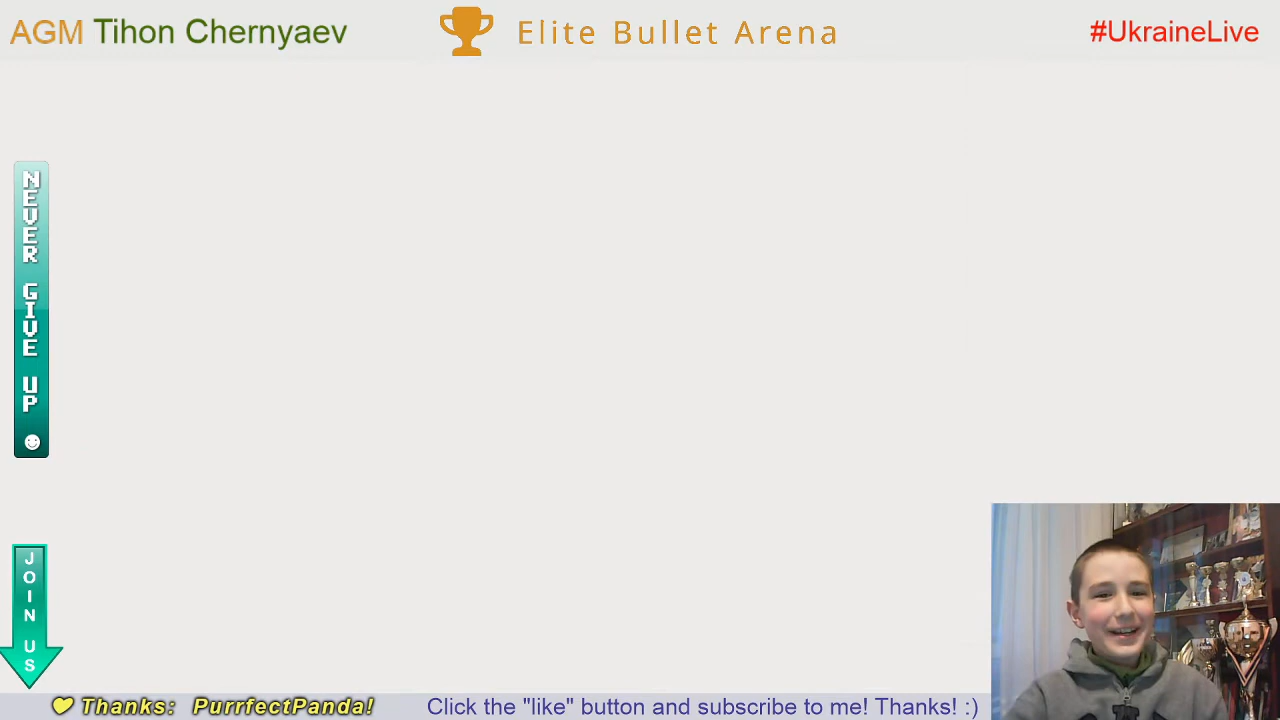 AGM Tihon Chernyaev
Elite Bullet Arena
#UkraineLive
NEVER GIVE UP ☻
JOIN US
Thanks: PurrfectPanda!
Click the "like" button and subscribe to me! Thanks! :)